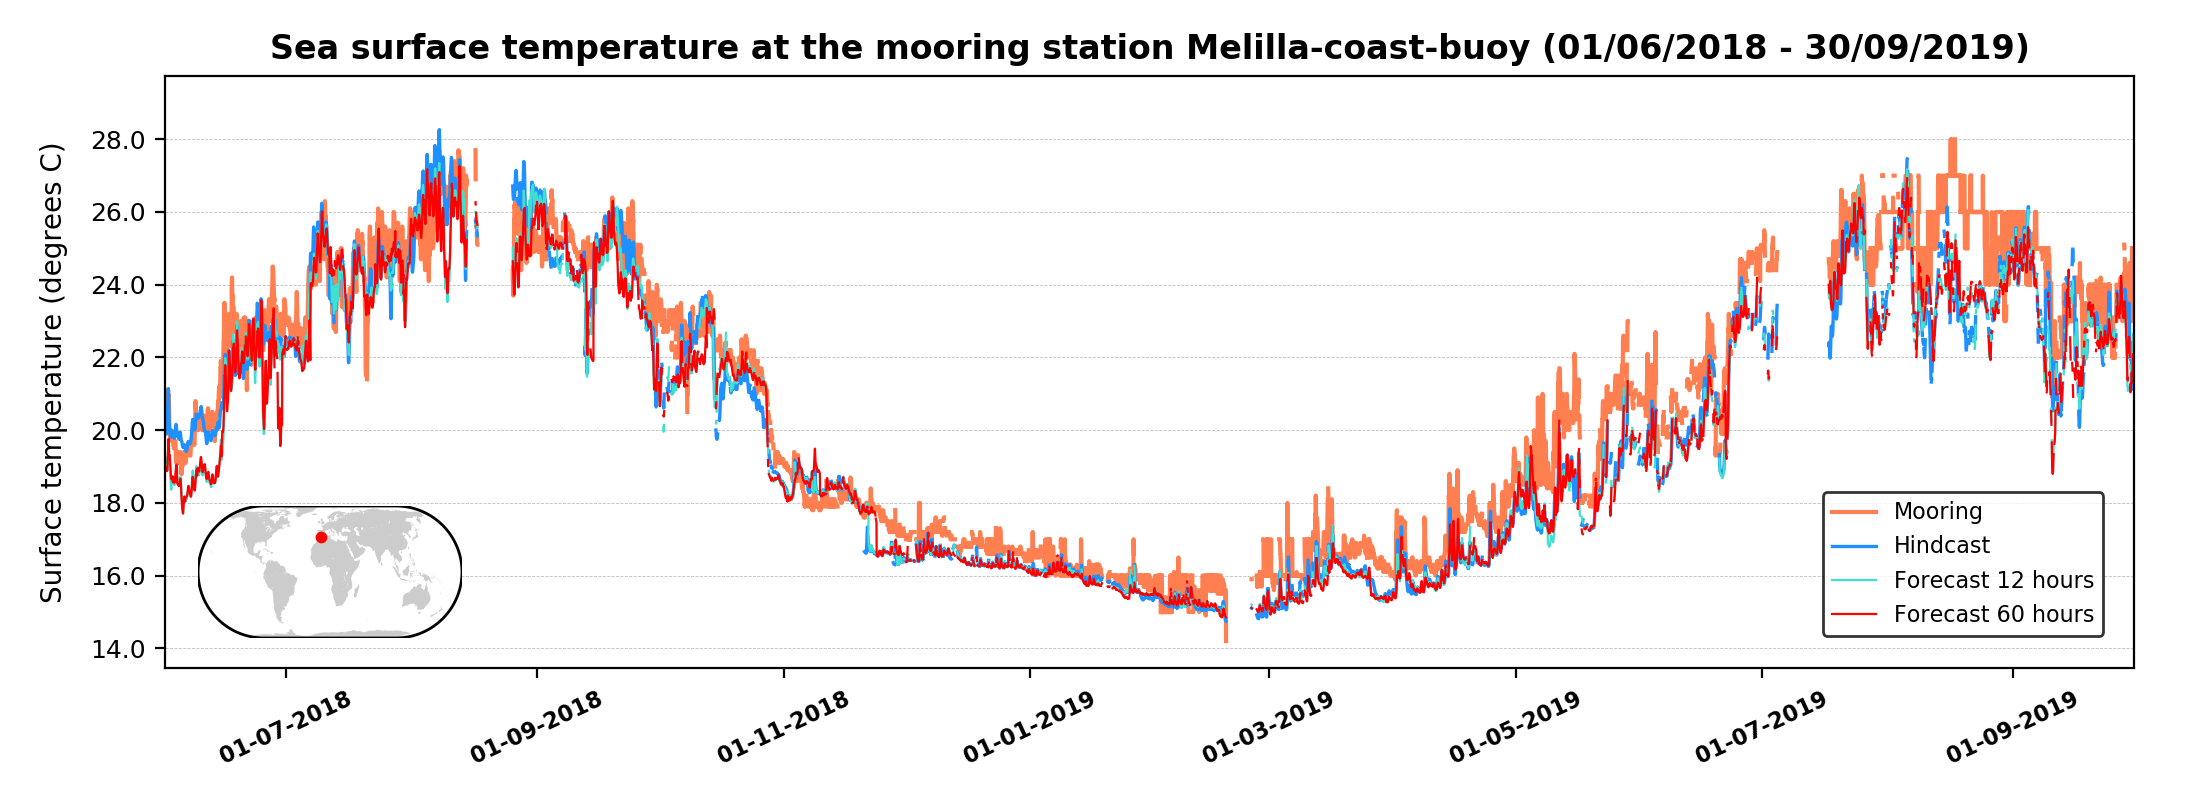 Sea surface temperature at the mooring station Melilla-coast-buoy (01/06/2018 - 30/09/2019)
Surface temperature (degrees C)
28.0
26.0
24.0
22.0
20.0
18.0
16.0
14.0
Mooring
Hindcast
Forecast 12 hours
Forecast 60 hours
01-07-2018
01-09-2018
01-11-2018
01-01-2019
01-03-2019
01-05-2019
01-07-2019
01-09-2019